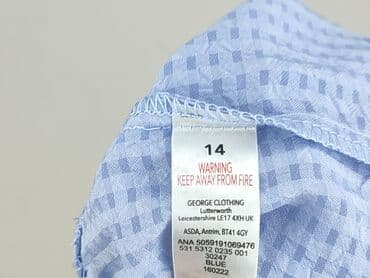 14
WARNING
KEEP AWAY FROM FIRE
GEORGE CLOTHING
Lutterworth
Leicestershire LE17 4XH UK
ASDA, Antrim, BT41 4GY
ANA 5059191069476
531 5312 0235 001
30247
BLUE
160222